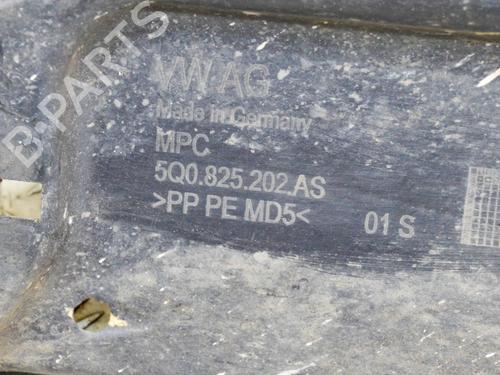 B-PARTS
VW AG
Made in Germany
MPC
5Q0.825.202.AS
>PP PE MD5< 01 S